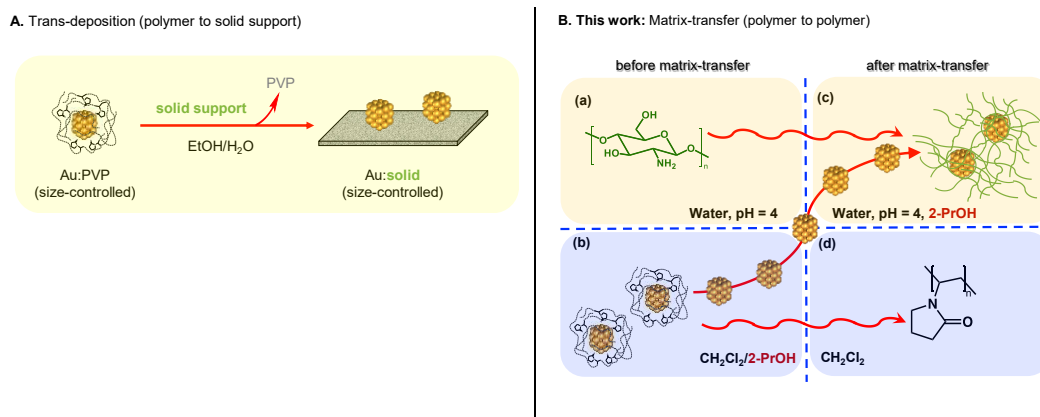 A. Trans-deposition (polymer to solid support)
PVP
solid support
EtOH/H2O
Au:PVP
(size-controlled)
Au:solid
(size-controlled)
B. This work: Matrix-transfer (polymer to polymer)
before matrix-transfer
after matrix-transfer
(a)
OH
O
O
HO
NH2
O
n
Water, pH = 4
(c)
Water, pH = 4, 2-PrOH
(b)
CH2Cl2/2-PrOH
(d)
n
N
O
CH2Cl2